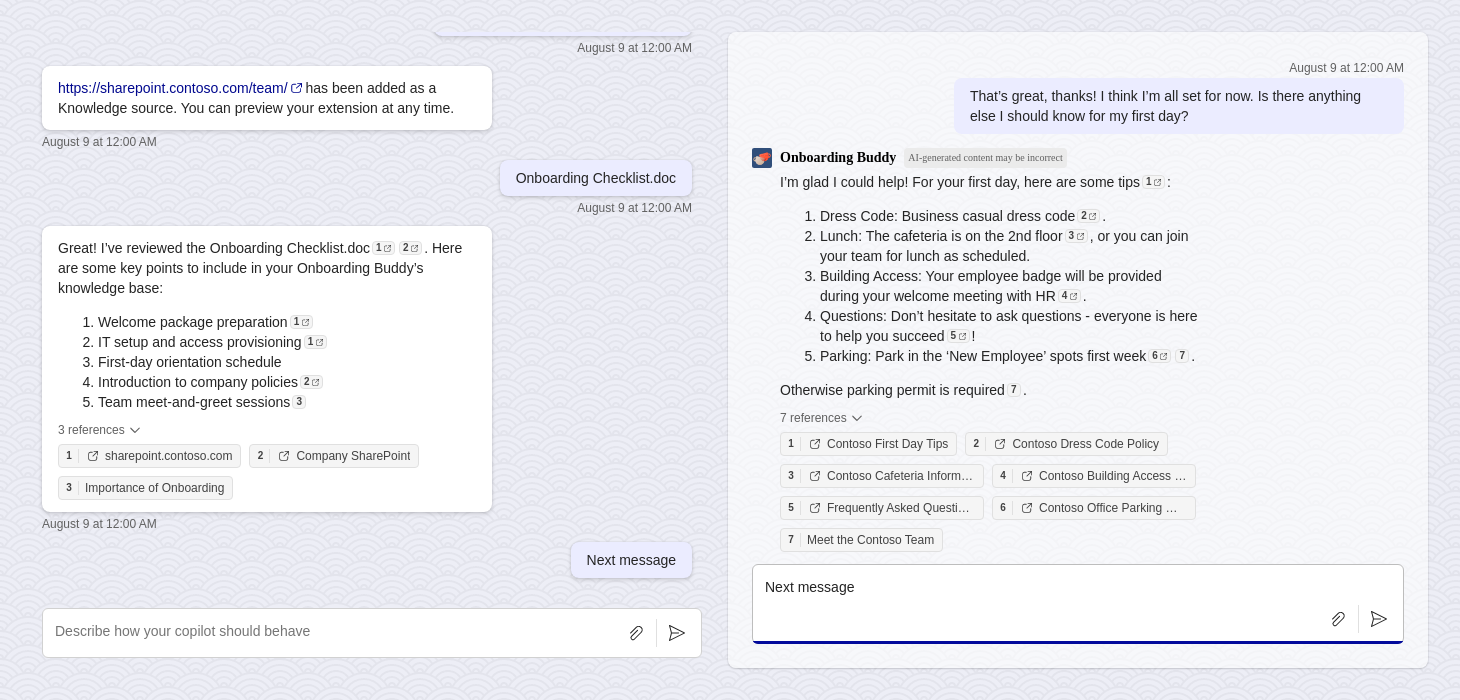 August 9 at 12:00 AM
https://sharepoint.contoso.com/team/ has been added as a
Knowledge source. You can preview your extension at any time.
August 9 at 12:00 AM
Onboarding Checklist.doc
August 9 at 12:00 AM
Great! I’ve reviewed the Onboarding Checklist.doc 1 2 . Here
are some key points to include in your Onboarding Buddy’s
knowledge base:
1. Welcome package preparation 1
2. IT setup and access provisioning 1
3. First-day orientation schedule
4. Introduction to company policies 2
5. Team meet-and-greet sessions 3
3 references
1 sharepoint.contoso.com 2 Company SharePoint
3 Importance of Onboarding
August 9 at 12:00 AM
Next message
Describe how your copilot should behave
August 9 at 12:00 AM
That’s great, thanks! I think I’m all set for now. Is there anything
else I should know for my first day?
Onboarding Buddy AI-generated content may be incorrect
I’m glad I could help! For your first day, here are some tips 1 :
1. Dress Code: Business casual dress code 2 .
2. Lunch: The cafeteria is on the 2nd floor 3 , or you can join
your team for lunch as scheduled.
3. Building Access: Your employee badge will be provided
during your welcome meeting with HR 4 .
4. Questions: Don’t hesitate to ask questions - everyone is here
to help you succeed 5 !
5. Parking: Park in the ‘New Employee’ spots first week 6 7 .
Otherwise parking permit is required 7 .
7 references
1 Contoso First Day Tips 2 Contoso Dress Code Policy
3 Contoso Cafeteria Inform… 4 Contoso Building Access …
5 Frequently Asked Questi… 6 Contoso Office Parking …
7 Meet the Contoso Team
Next message